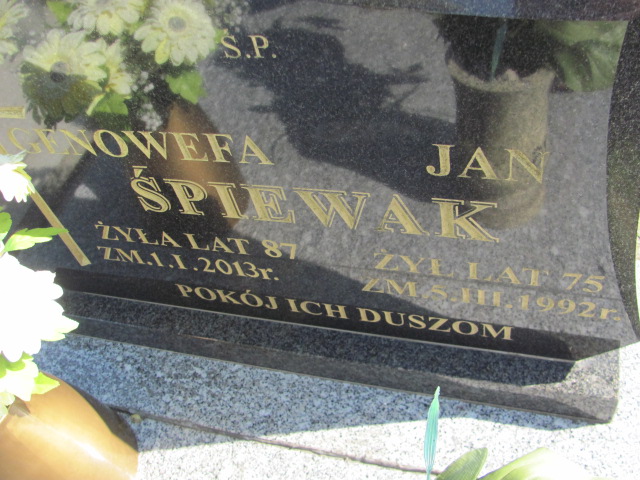 Ś.P.
GENOWEFA JAN
ŚPIEWAK
ŻYŁA LAT 87 ŻYŁ LAT 75
ZM.1.I.2013r. ZM.5.III.1992r.
POKÓJ ICH DUSZOM